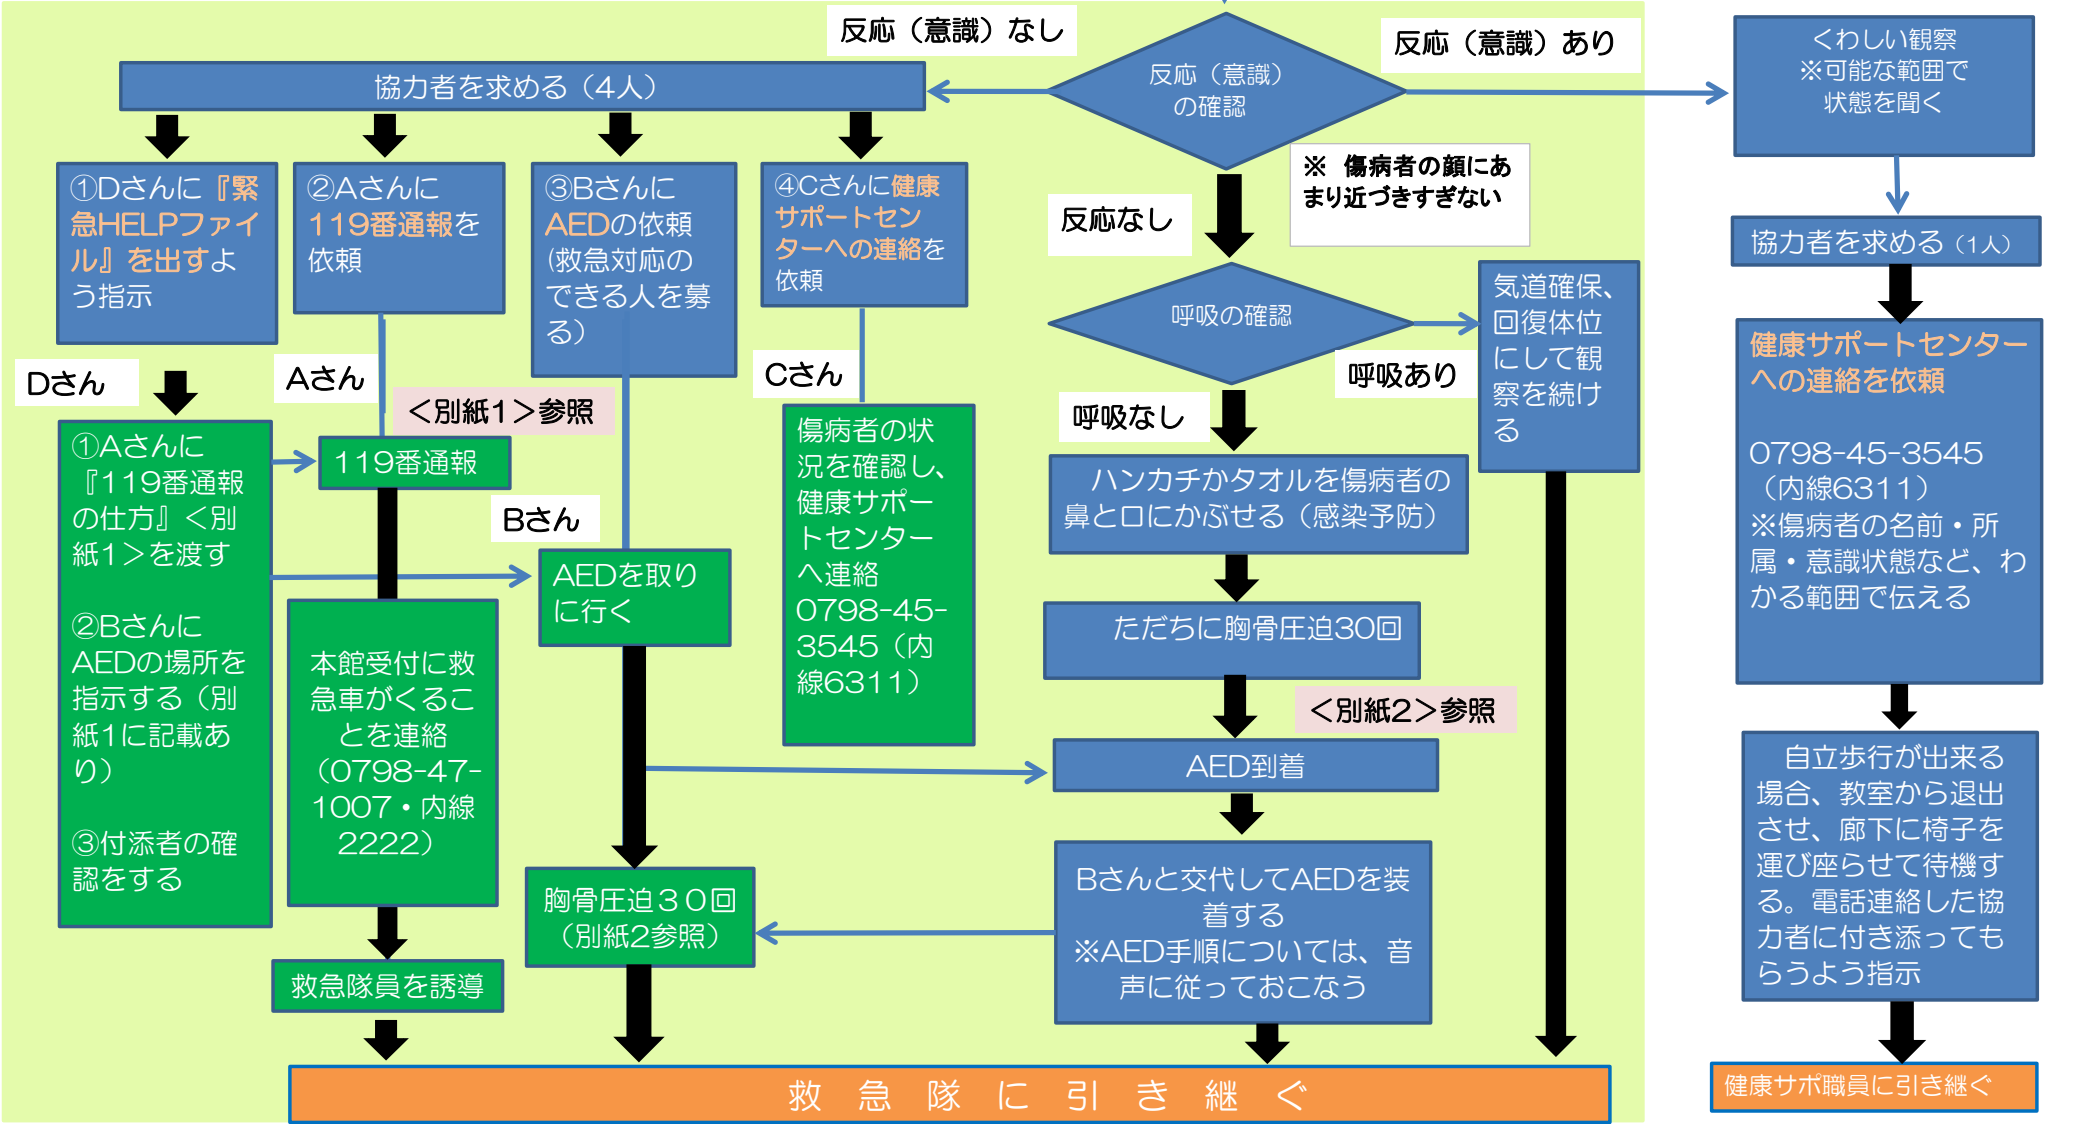 反応（意識）なし
反応（意識）
の確認
反応（意識）あり
協力者を求める（4人）
①Dさんに『緊
急HELPファイ
ル』を出すよ
う指示
②Aさんに
119番通報を
依頼
③Bさんに
AEDの依頼
(救急対応の
できる人を募
る）
④Cさんに健康
サポートセン
ターへの連絡を
依頼
※ 傷病者の顔にあ
まり近づきすぎない
反応なし
呼吸の確認
気道確保、
回復体位
にして観
察を続け
る
呼吸あり
呼吸なし
Dさん
Aさん
Cさん
＜別紙1＞参照
①Aさんに
『119番通報
の仕方』＜別
紙1＞を渡す
②Bさんに
AEDの場所を
指示する（別
紙1に記載あ
り）
③付添者の確
認をする
119番通報
Bさん
本館受付に救
急車がくるこ
とを連絡
（0798-47-
1007・内線
2222）
救急隊員を誘導
AEDを取り
に行く
胸骨圧迫３０回
（別紙2参照）
傷病者の状
況を確認し、
健康サポー
トセンター
へ連絡
0798-45-
3545（内
線6311）
ハンカチかタオルを傷病者の
鼻と口にかぶせる（感染予防）
ただちに胸骨圧迫30回
＜別紙2＞参照
AED到着
Bさんと交代してAEDを装
着する
※AED手順については、音
声に従っておこなう
救急隊に引き継ぐ
くわしい観察
※可能な範囲で
状態を聞く
協力者を求める（1人）
健康サポートセンター
への連絡を依頼
0798-45-3545
（内線6311）
※傷病者の名前・所
属・意識状態など、わ
かる範囲で伝える
自立歩行が出来る
場合、教室から退出
させ、廊下に椅子を
運び座らせて待機す
る。電話連絡した協
力者に付き添っても
らうよう指示
健康サポ職員に引き継ぐ